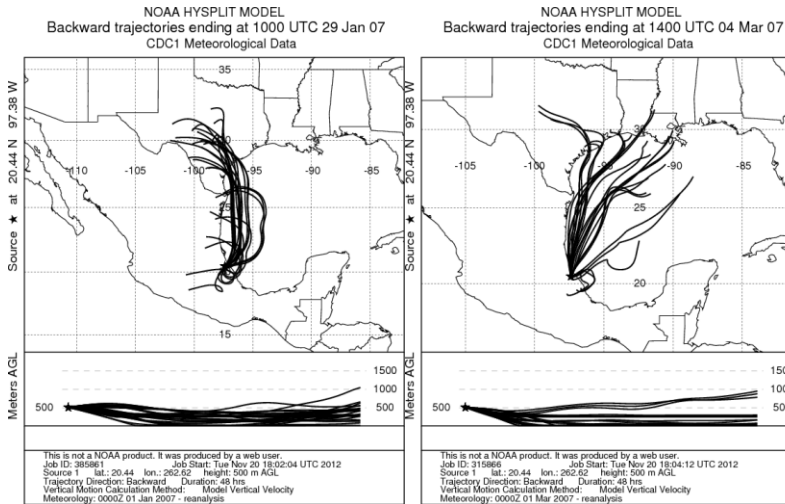 NOAA HYSPLIT MODEL
Backward trajectories ending at 1000 UTC 29 Jan 07
CDC1 Meteorological Data
Source ★ at 20.44 N 97.38 W
35
30
25
15
-110
-105
-100
-95
-90
-85
Meters AGL
500
1500
1000
500
This is not a NOAA product. It was produced by a web user.
Job ID: 385861 Job Start: Tue Nov 20 18:02:04 UTC 2012
Source 1 lat.: 20.44 lon.: 262.62 height: 500 m AGL
Trajectory Direction: Backward Duration: 48 hrs
Vertical Motion Calculation Method: Model Vertical Velocity
Meteorology: 0000Z 01 Jan 2007 - reanalysis
NOAA HYSPLIT MODEL
Backward trajectories ending at 1400 UTC 04 Mar 07
CDC1 Meteorological Data
Source ★ at 20.44 N 97.38 W
30
25
20
-105
-100
-95
-90
-85
Meters AGL
500
1500
1000
500
This is not a NOAA product. It was produced by a web user.
Job ID: 315866 Job Start: Tue Nov 20 18:04:12 UTC 2012
Source 1 lat.: 20.44 lon.: 262.62 height: 500 m AGL
Trajectory Direction: Backward Duration: 48 hrs
Vertical Motion Calculation Method: Model Vertical Velocity
Meteorology: 0000Z 01 Mar 2007 - reanalysis